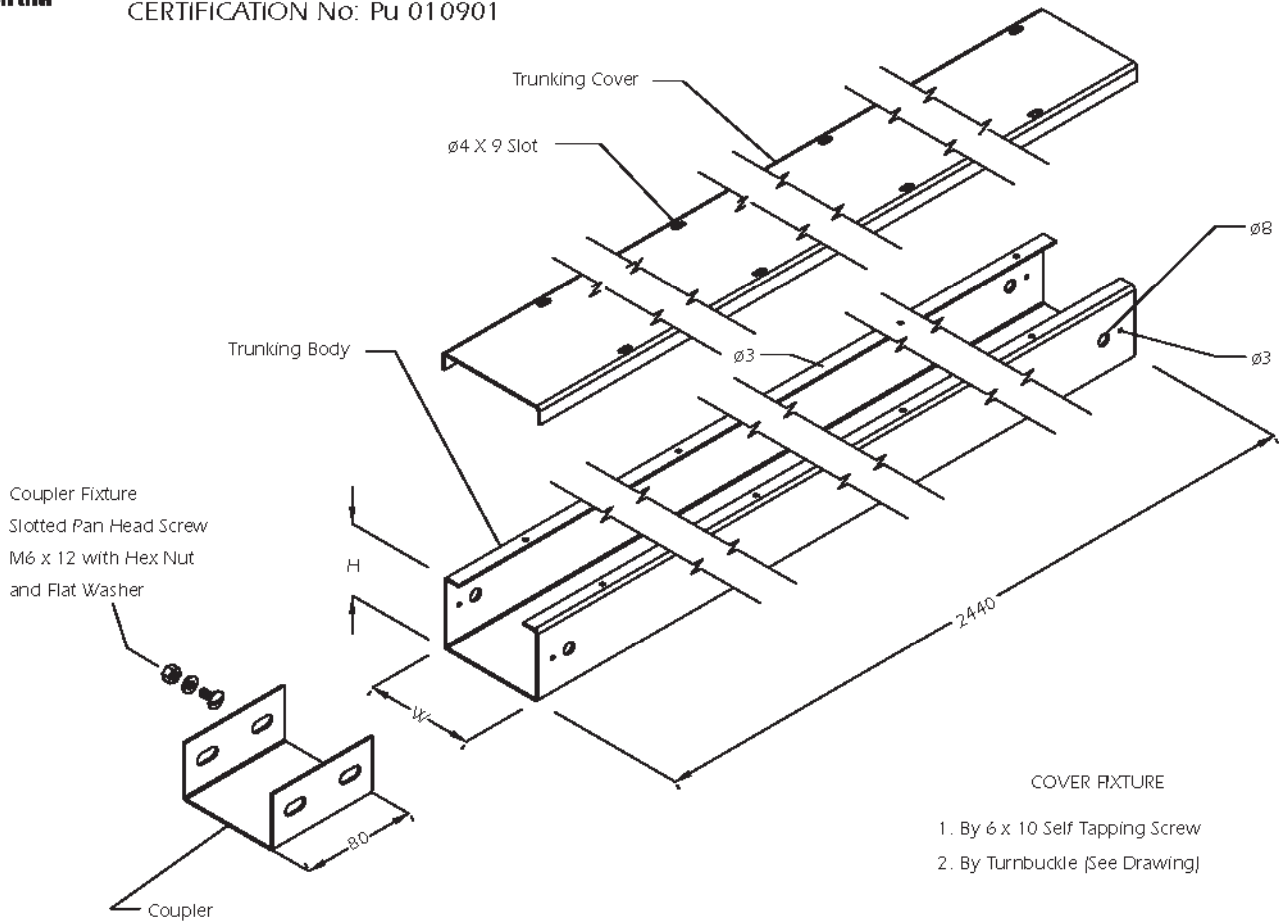 CERTIFICATION No: Pu 010901
Trunking Cover
ø4 X 9 Slot
ø8
Trunking Body
ø3
ø3
Coupler Fixture
Slotted Pan Head Screw
M6 x 12 with Hex Nut
and Flat Washer
H
2440
W
80
COVER FIXTURE
1. By 6 x 10 Self Tapping Screw
2. By Turnbuckle (See Drawing)
Coupler